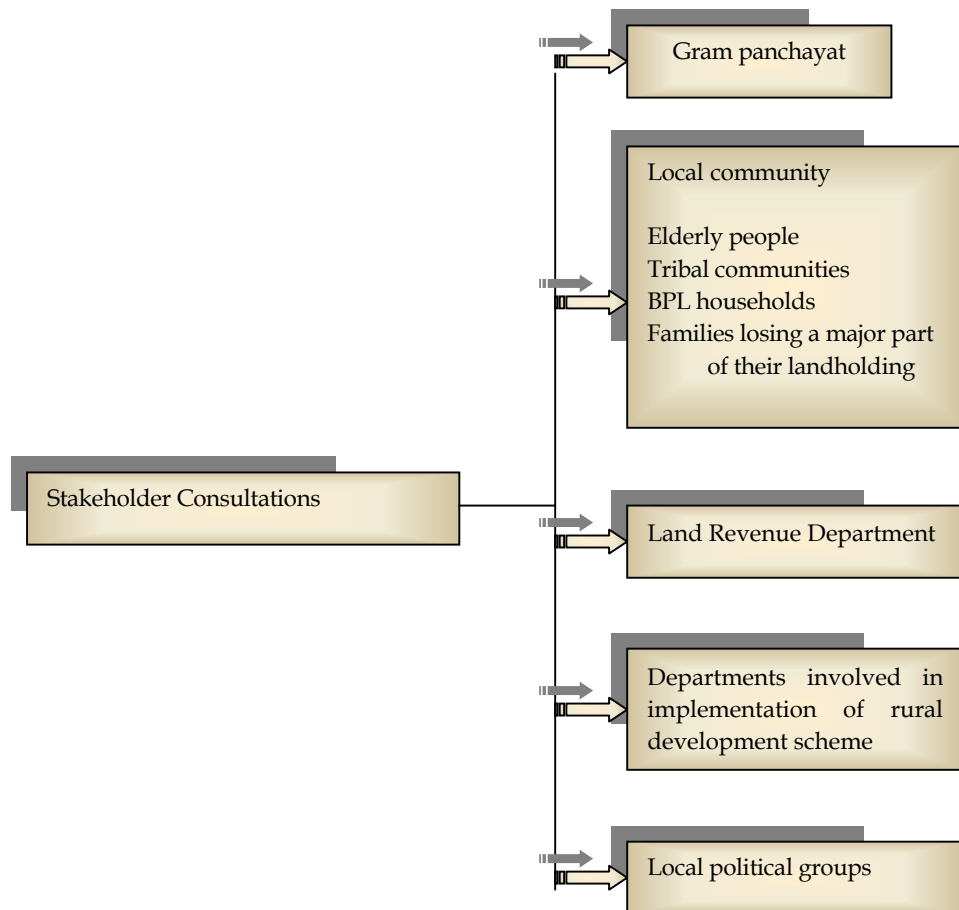 Gram panchayat
Local community
Elderly people
Tribal communities
BPL households
Families losing a major part
of their landholding
Stakeholder Consultations
Land Revenue Department
Departments involved in
implementation of rural
development scheme
Local political groups